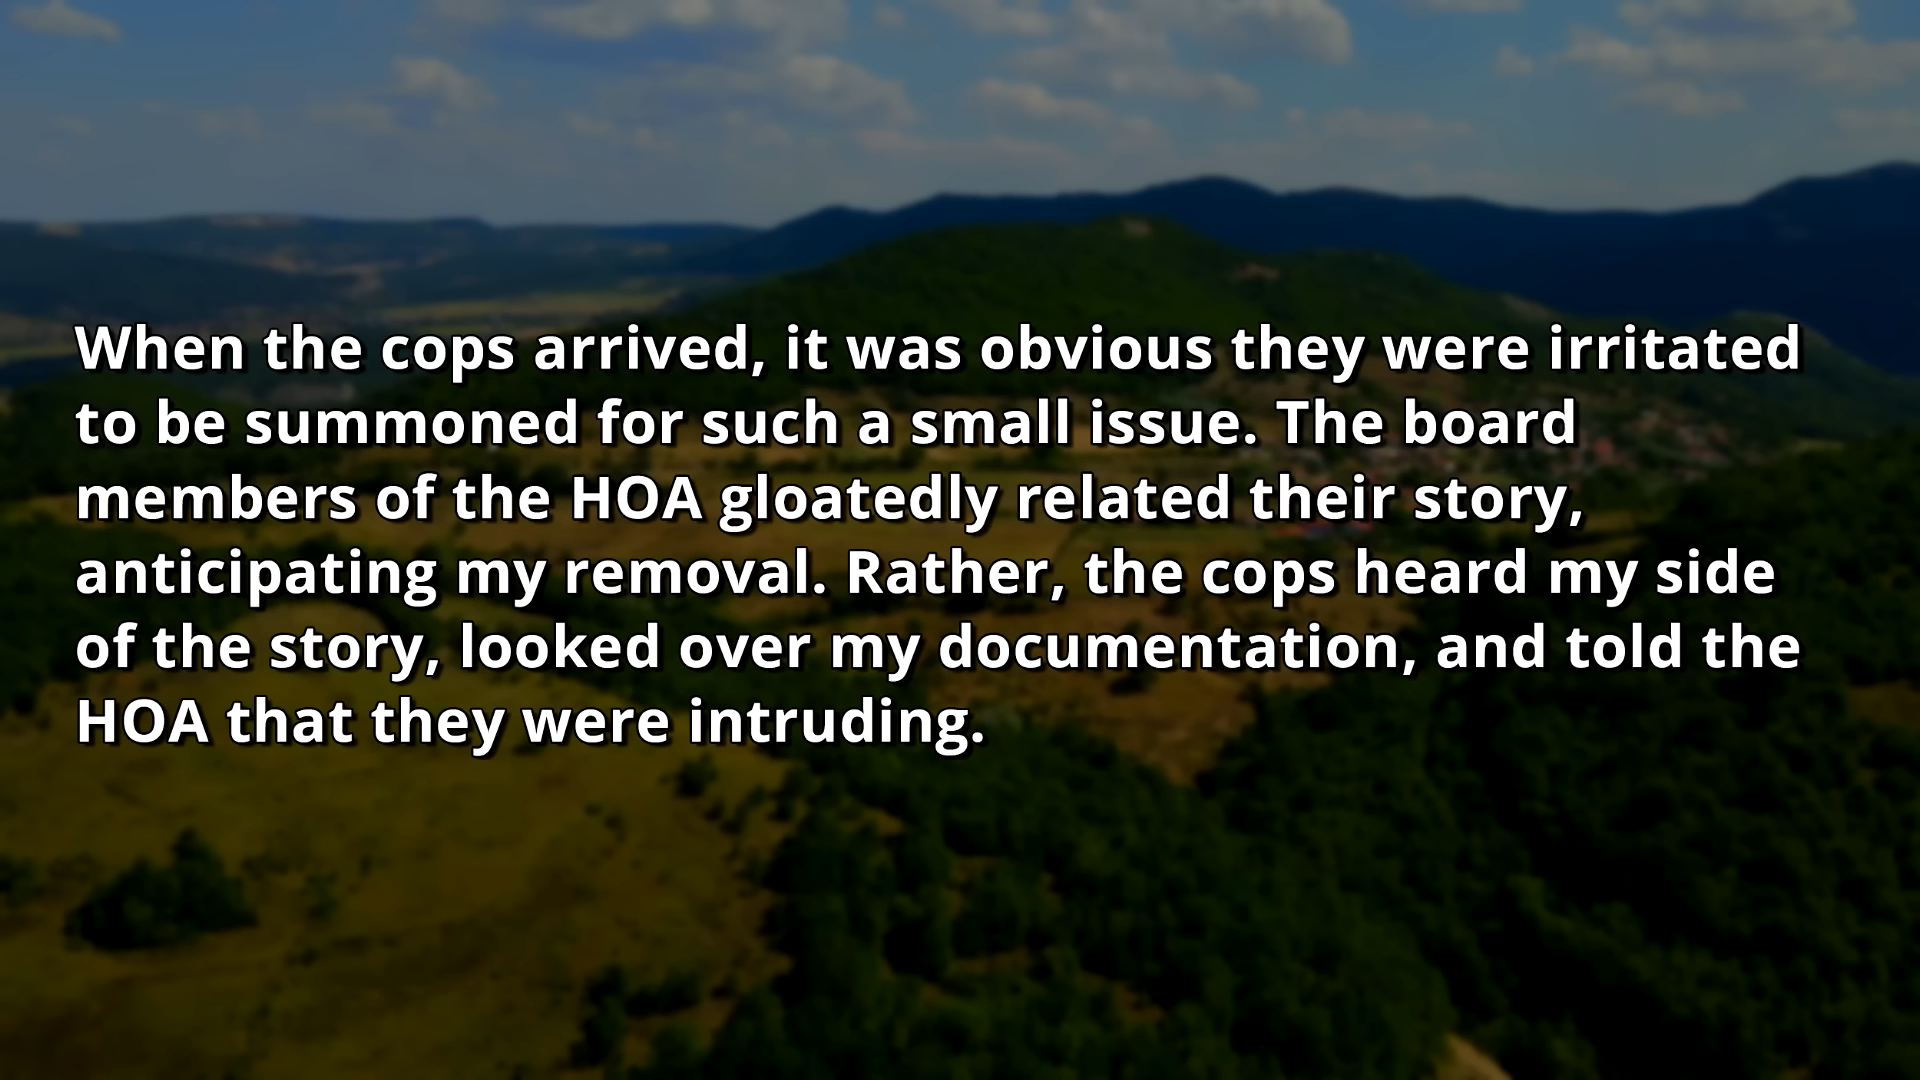 When the cops arrived, it was obvious they were irritated
to be summoned for such a small issue. The board
members of the HOA gloatedly related their story,
anticipating my removal. Rather, the cops heard my side
of the story, looked over my documentation, and told the
HOA that they were intruding.